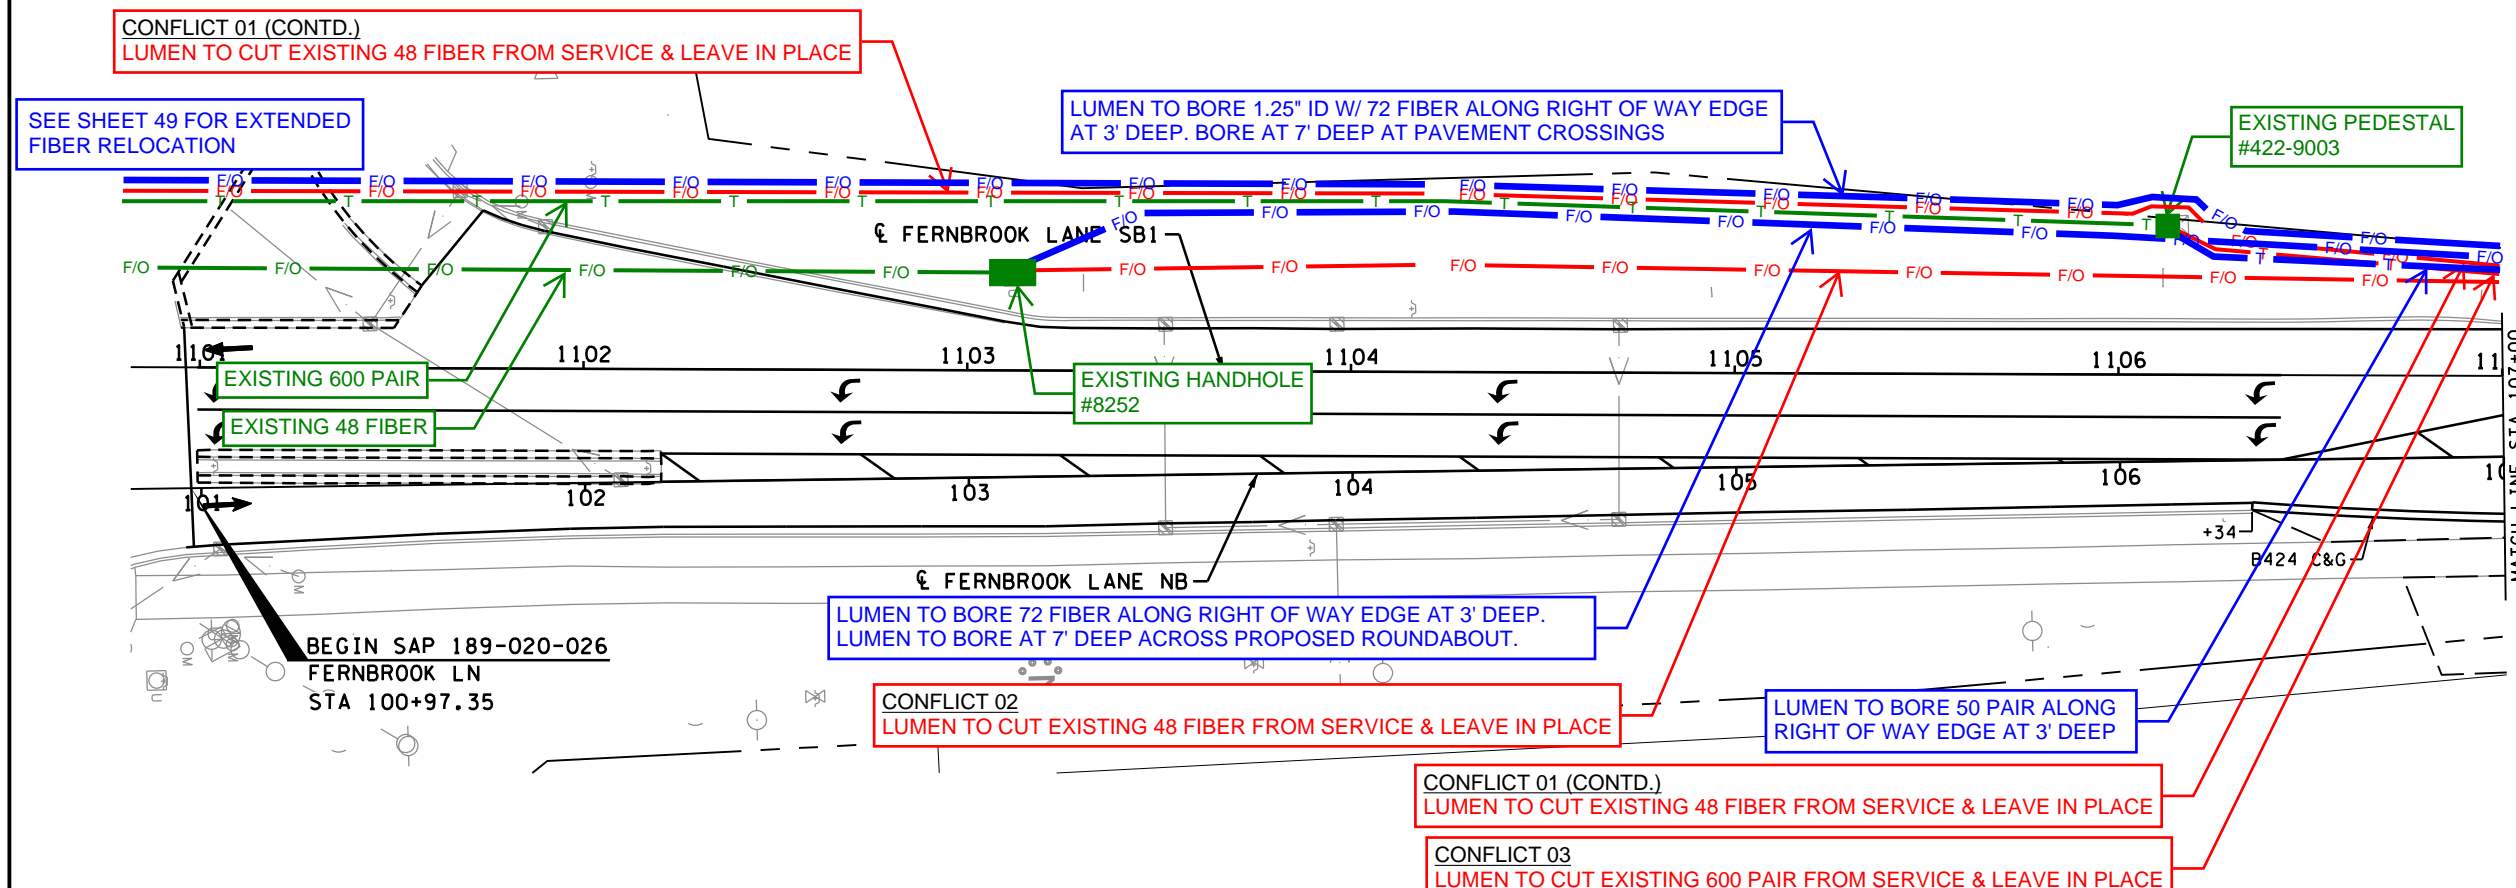 CONFLICT 01 (CONTD.)
LUMEN TO CUT EXISTING 48 FIBER FROM SERVICE & LEAVE IN PLACE
SEE SHEET 49 FOR EXTENDED
FIBER RELOCATION
LUMEN TO BORE 1.25" ID W/ 72 FIBER ALONG RIGHT OF WAY EDGE
AT 3' DEEP. BORE AT 7' DEEP AT PAVEMENT CROSSINGS
EXISTING PEDESTAL
#422-9003
F/O F/O F/O F/O F/O F/O F/O F/O F/O F/O F/O F/O F/O F/O F/O F/O
F/O F/O F/O F/O F/O F/O F/O F/O F/O F/O F/O F/O F/O F/O F/O
T T T T T T T T T T T T T T T T T T
F/O F/O F/O F/O F/O F/O F/O F/O F/O F/O
℄ FERNBROOK LANE SB1
F/O F/O F/O F/O F/O F/O F/O F/O F/O F/O F/O F/O F/O F/O F/O
1101 1102 1103 1104 1105 1106
EXISTING 600 PAIR
EXISTING HANDHOLE
#8252
EXISTING 48 FIBER
101 102 103 104 105 106
MATCH LINE STA 107+00
+34
B424 C&G
℄ FERNBROOK LANE NB
LUMEN TO BORE 72 FIBER ALONG RIGHT OF WAY EDGE AT 3' DEEP.
LUMEN TO BORE AT 7' DEEP ACROSS PROPOSED ROUNDABOUT.
BEGIN SAP 189-020-026
FERNBROOK LN
STA 100+97.35
CONFLICT 02
LUMEN TO CUT EXISTING 48 FIBER FROM SERVICE & LEAVE IN PLACE
LUMEN TO BORE 50 PAIR ALONG
RIGHT OF WAY EDGE AT 3' DEEP
CONFLICT 01 (CONTD.)
LUMEN TO CUT EXISTING 48 FIBER FROM SERVICE & LEAVE IN PLACE
CONFLICT 03
LUMEN TO CUT EXISTING 600 PAIR FROM SERVICE & LEAVE IN PLACE